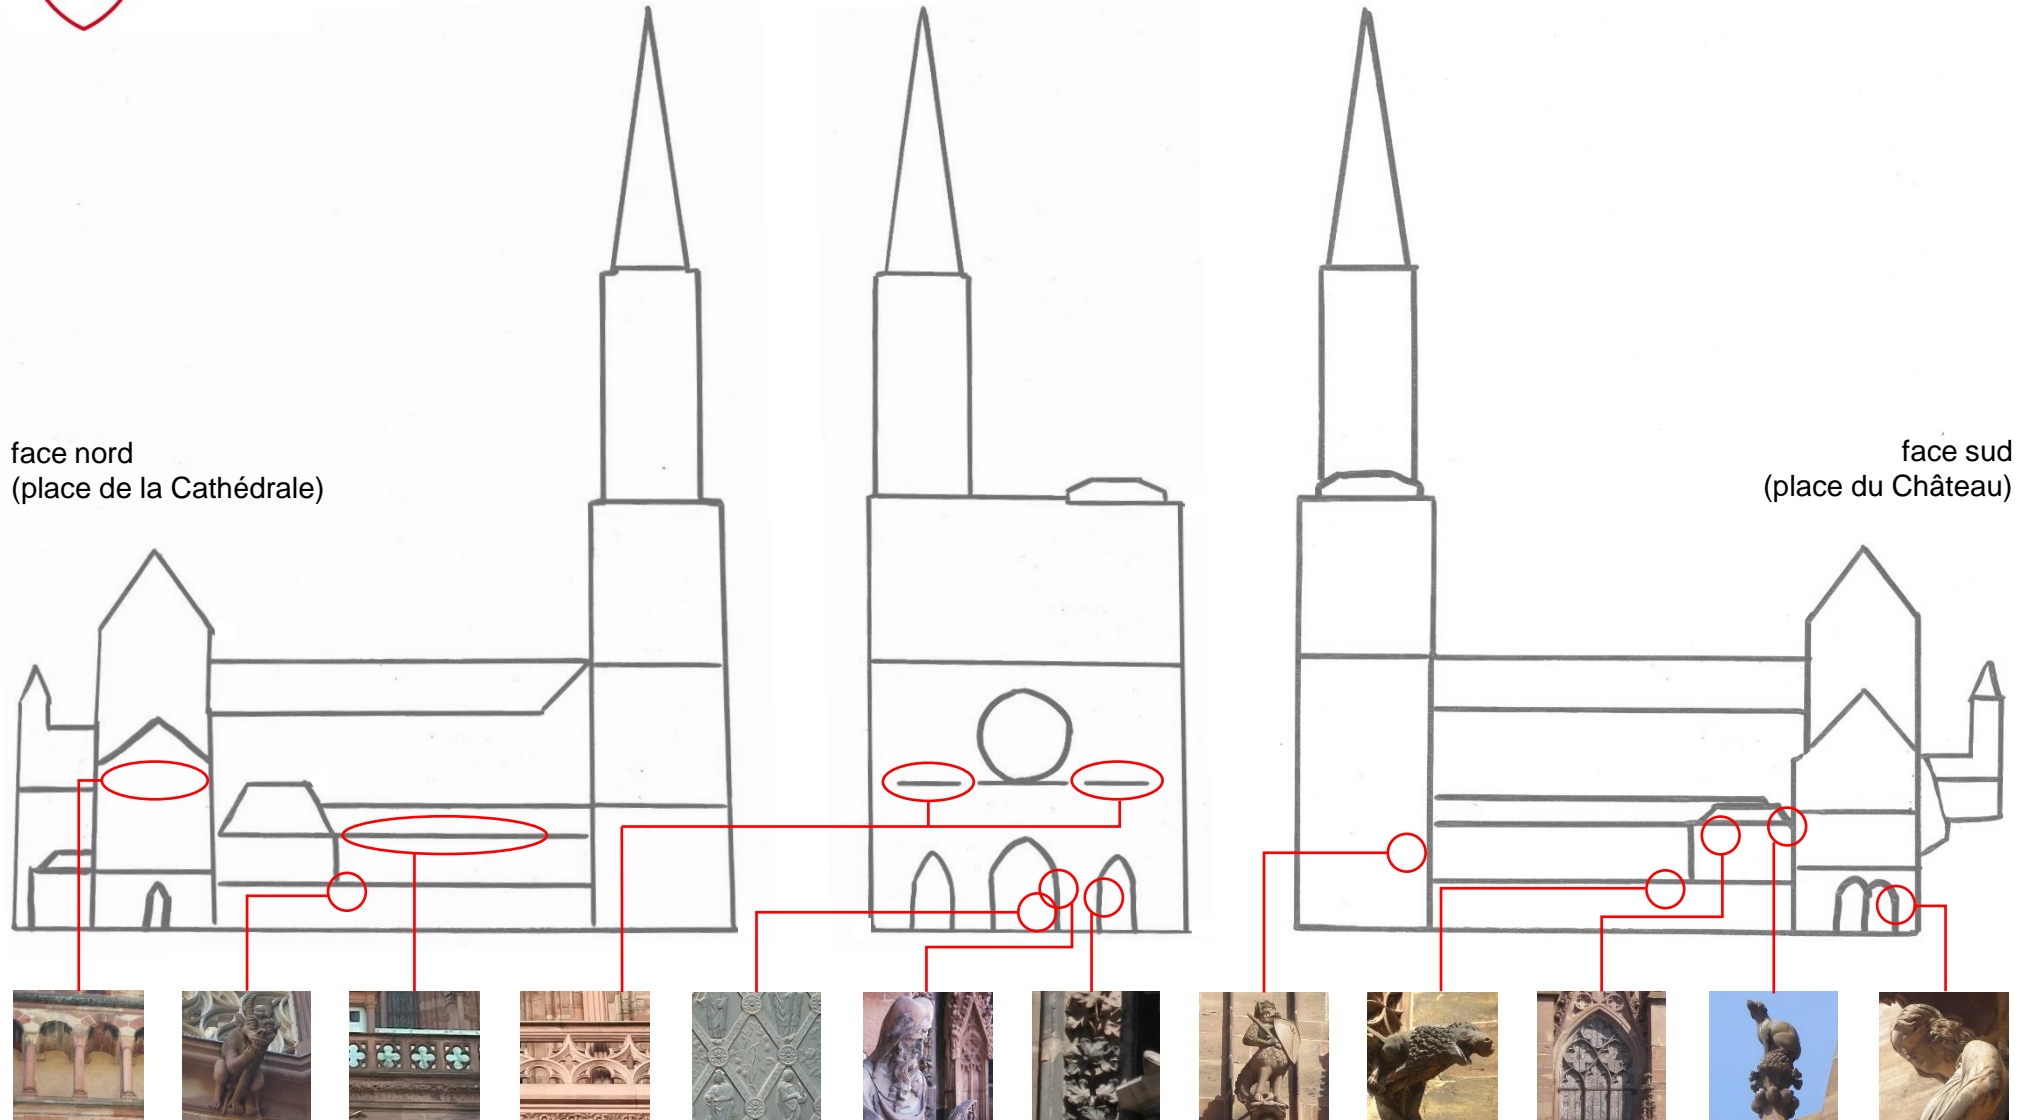 face nord
(place de la Cathédrale)
face sud
(place du Château)